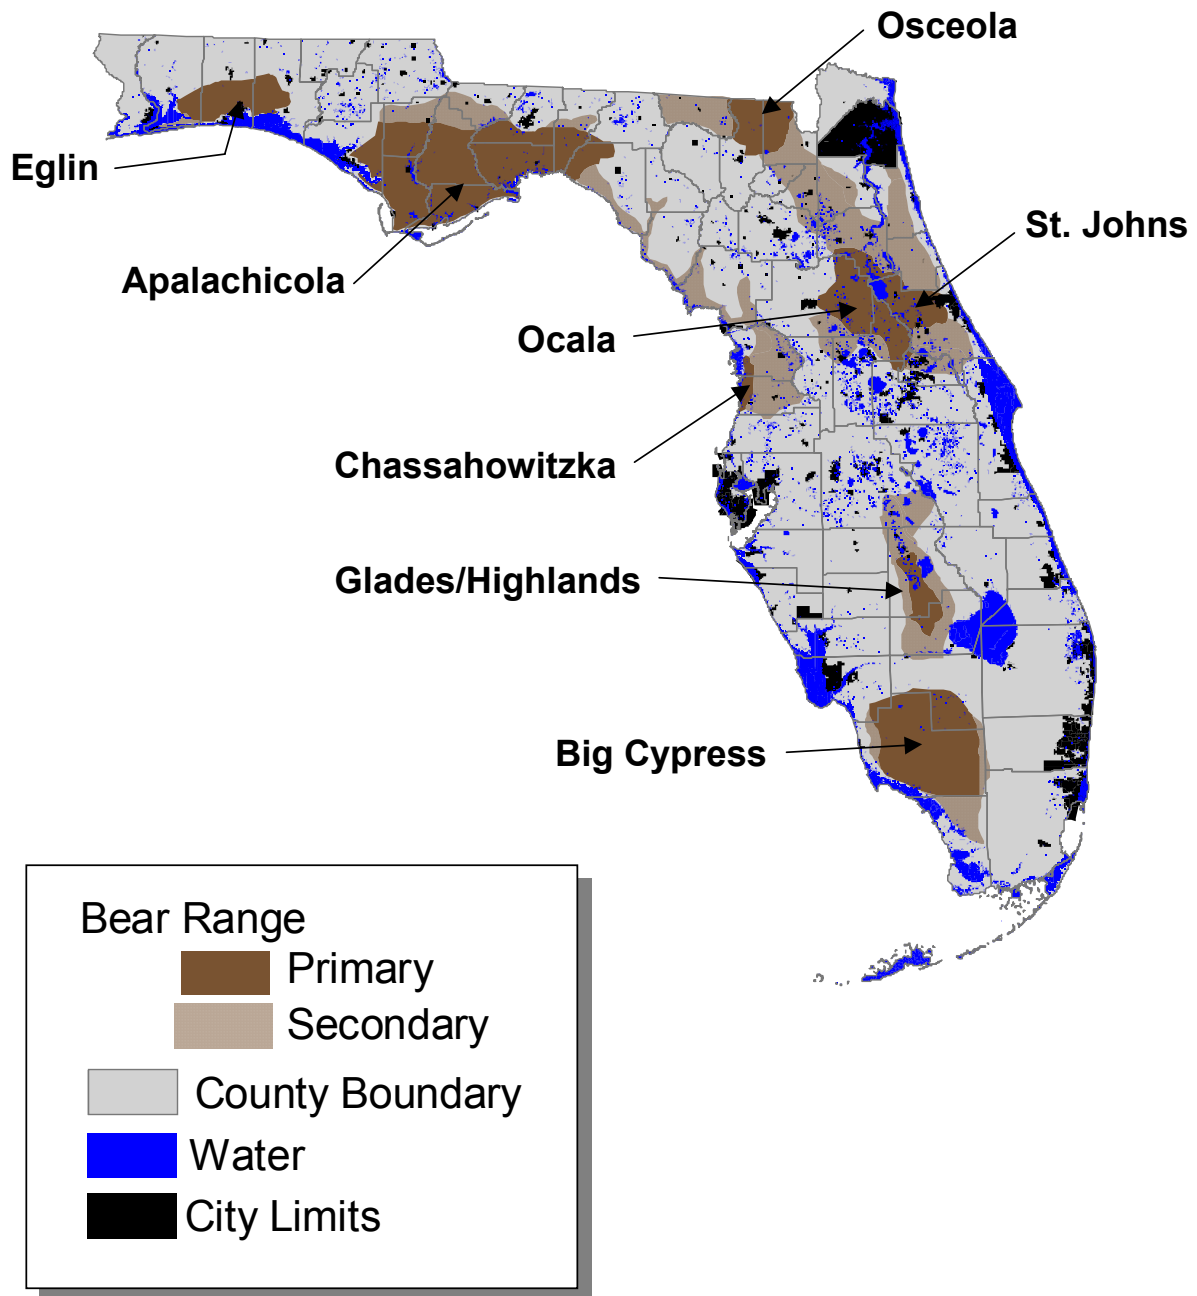 Osceola
Eglin
St. Johns
Apalachicola
Ocala
Chassahowitzka
Glades/Highlands
Big Cypress
Bear Range
Primary
Secondary
County Boundary
Water
City Limits